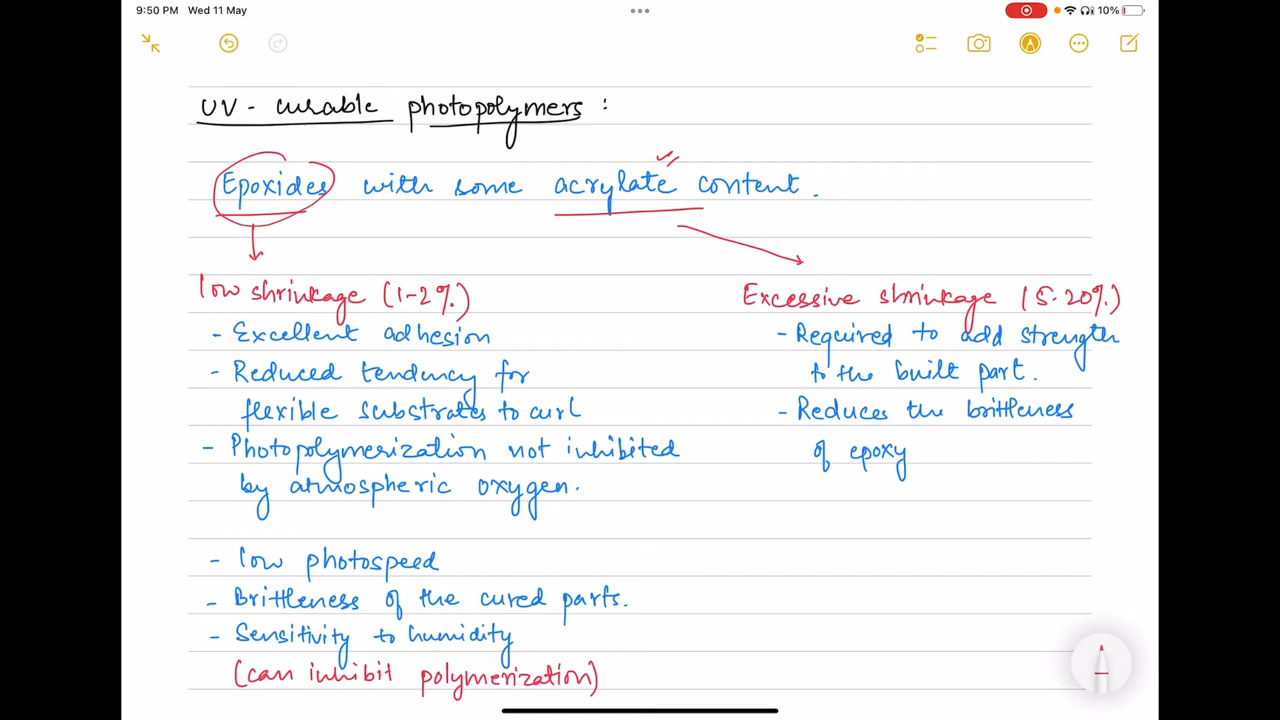 9:50 PM Wed 11 May
10%
UV-curable photopolymers :
Epoxides with some acrylate content.
low shrinkage (1-2%)
- Excellent adhesion
- Reduced tendency for
flexible substrates to curl
- Photopolymerization not inhibited
by atmospheric oxygen.
- low photospeed
- Brittleness of the cured parts.
- Sensitivity to humidity
(can inhibit polymerization)
Excessive shrinkage (5-20%)
- Required to add strength
to the built part.
- Reduces the brittleness
of epoxy